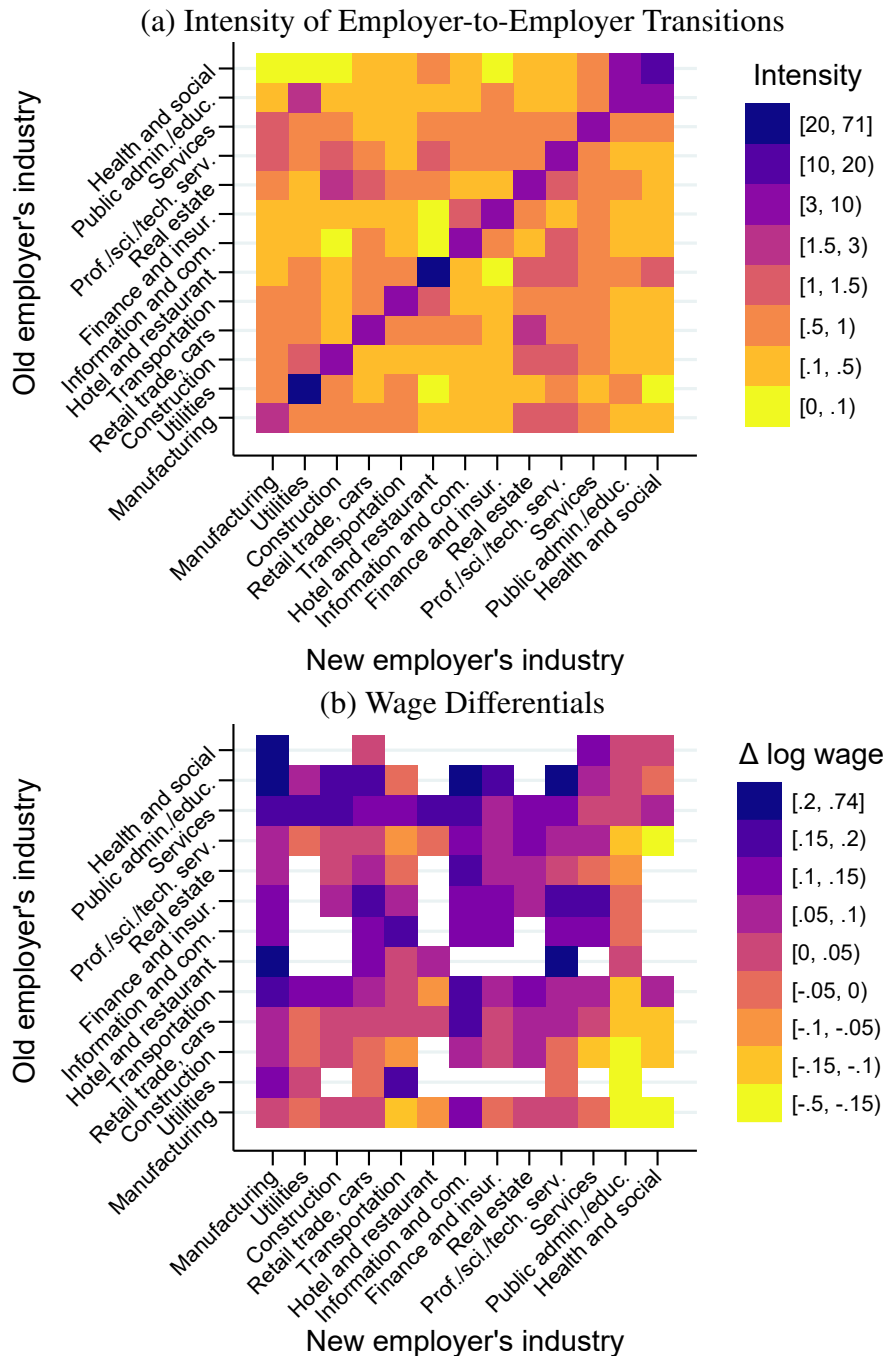 (a) Intensity of Employer-to-Employer Transitions
Old employer's industry
Health and social
Public admin./educ.
Services
Prof./sci./tech. serv.
Real estate
Finance and insur.
Information and com.
Hotel and restaurant
Transportation
Retail trade, cars
Construction
Utilities
Manufacturing
Manufacturing
Utilities
Construction
Retail trade, cars
Transportation
Hotel and restaurant
Information and com.
Finance and insur.
Real estate
Prof./sci./tech. serv.
Services
Public admin./educ.
Health and social
New employer's industry
Intensity
[20, 71]
[10, 20)
[3, 10)
[1.5, 3)
[1, 1.5)
[.5, 1)
[.1, .5)
[0, .1)
(b) Wage Differentials
Old employer's industry
Health and social
Public admin./educ.
Services
Prof./sci./tech. serv.
Real estate
Finance and insur.
Information and com.
Hotel and restaurant
Transportation
Retail trade, cars
Construction
Utilities
Manufacturing
Manufacturing
Utilities
Construction
Retail trade, cars
Transportation
Hotel and restaurant
Information and com.
Finance and insur.
Real estate
Prof./sci./tech. serv.
Services
Public admin./educ.
Health and social
New employer's industry
Δ log wage
[.2, .74]
[.15, .2)
[.1, .15)
[.05, .1)
[0, .05)
[-.05, 0)
[-.1, -.05)
[-.15, -.1)
[-.5, -.15)